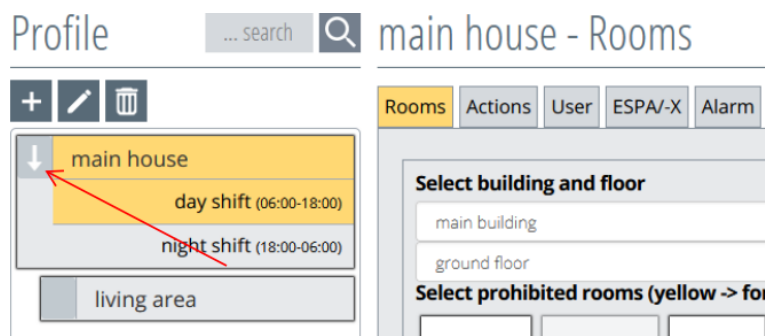 Profile
... search
main house - Rooms
Rooms
Actions
User
ESPA/-X
Alarm
main house
day shift (06:00-18:00)
night shift (18:00-06:00)
living area
Select building and floor
main building
ground floor
Select prohibited rooms (yellow -> for